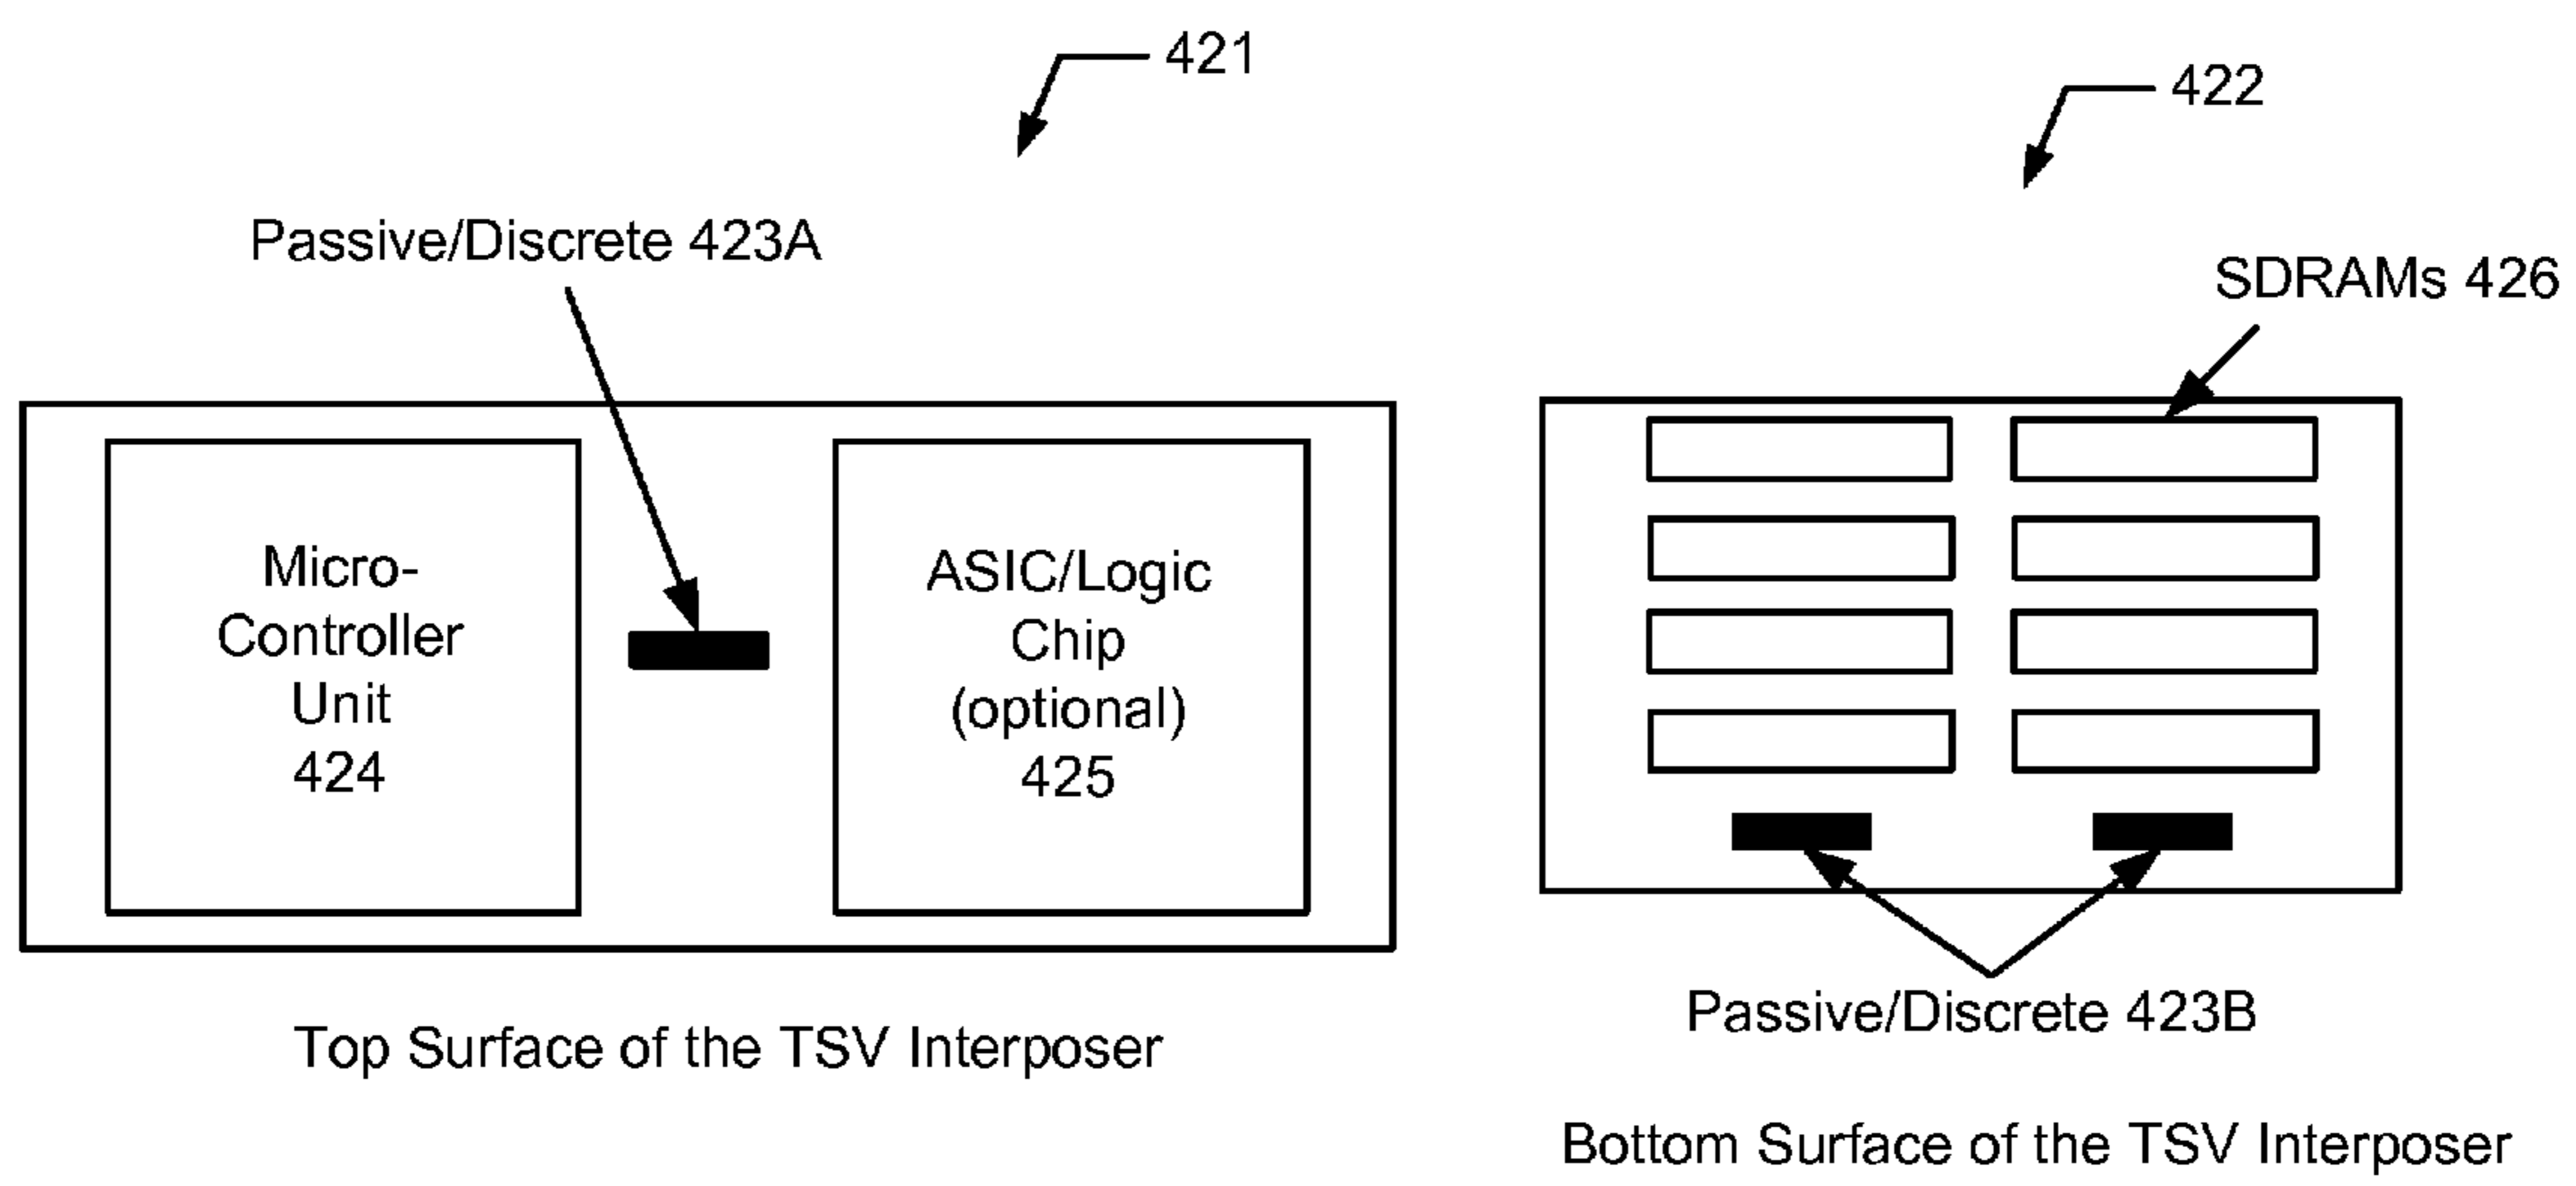 421
422
Passive/Discrete 423A
SDRAMs 426
Micro-
Controller
Unit
424
ASIC/Logic
Chip
(optional)
425
Passive/Discrete 423B
Top Surface of the TSV Interposer
Bottom Surface of the TSV Interposer